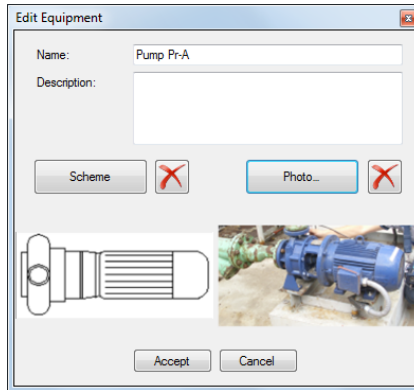 Edit Equipment
Name: Pump Pr-A
Description:
Scheme Photo...
Accept Cancel